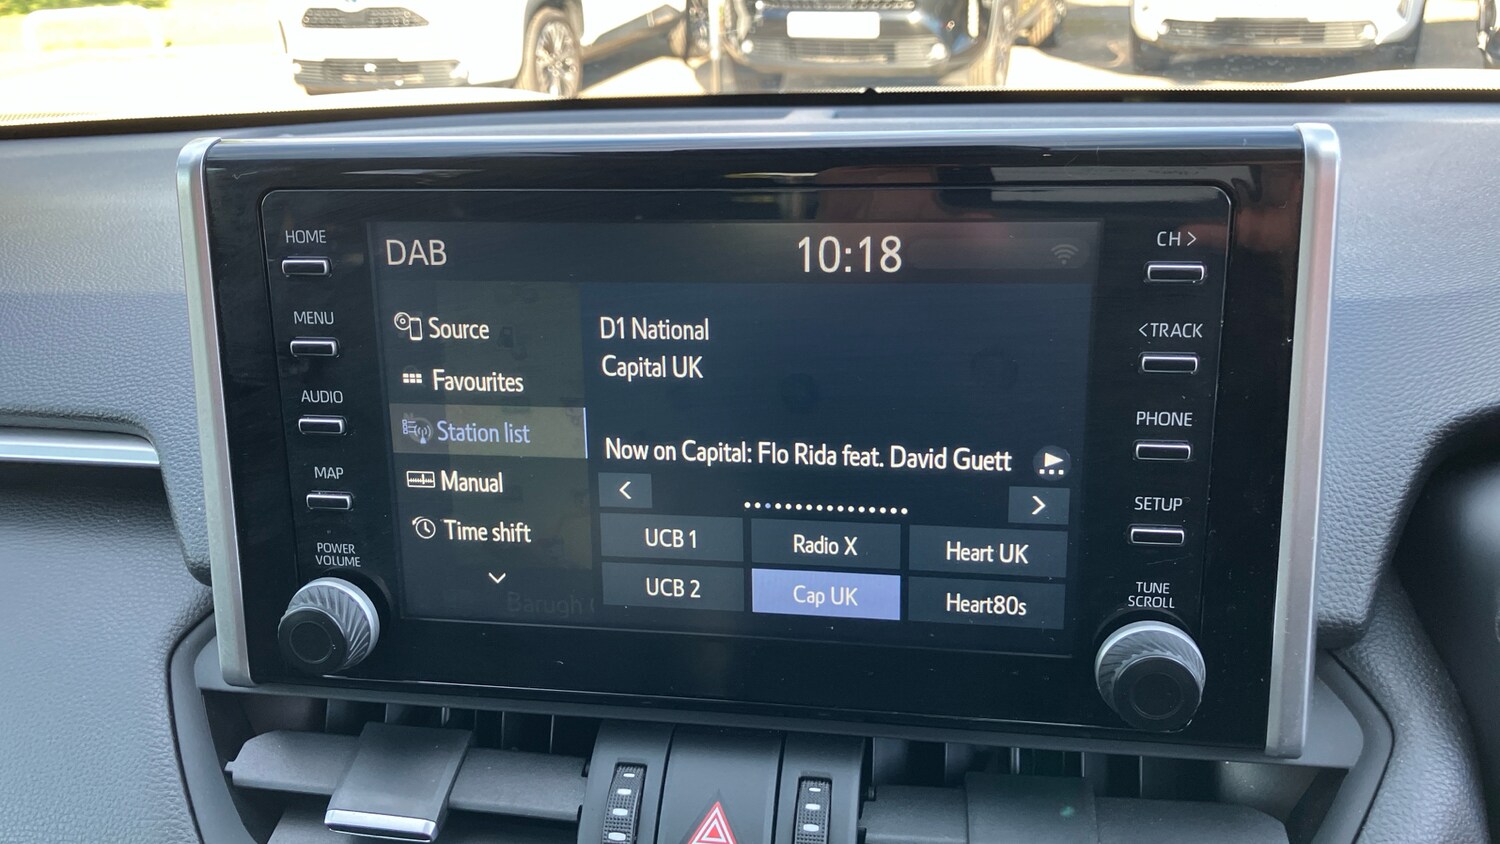 DAB
10:18
HOME
MENU
AUDIO
MAP
POWER
VOLUME
Source
Favourites
Station list
Manual
Time shift
D1 National
Capital UK
Now on Capital: Flo Rida feat. David Guett
UCB 1
Radio X
Heart UK
UCB 2
Cap UK
Heart80s
Barugh
CH >
<TRACK
PHONE
SETUP
TUNE
SCROLL